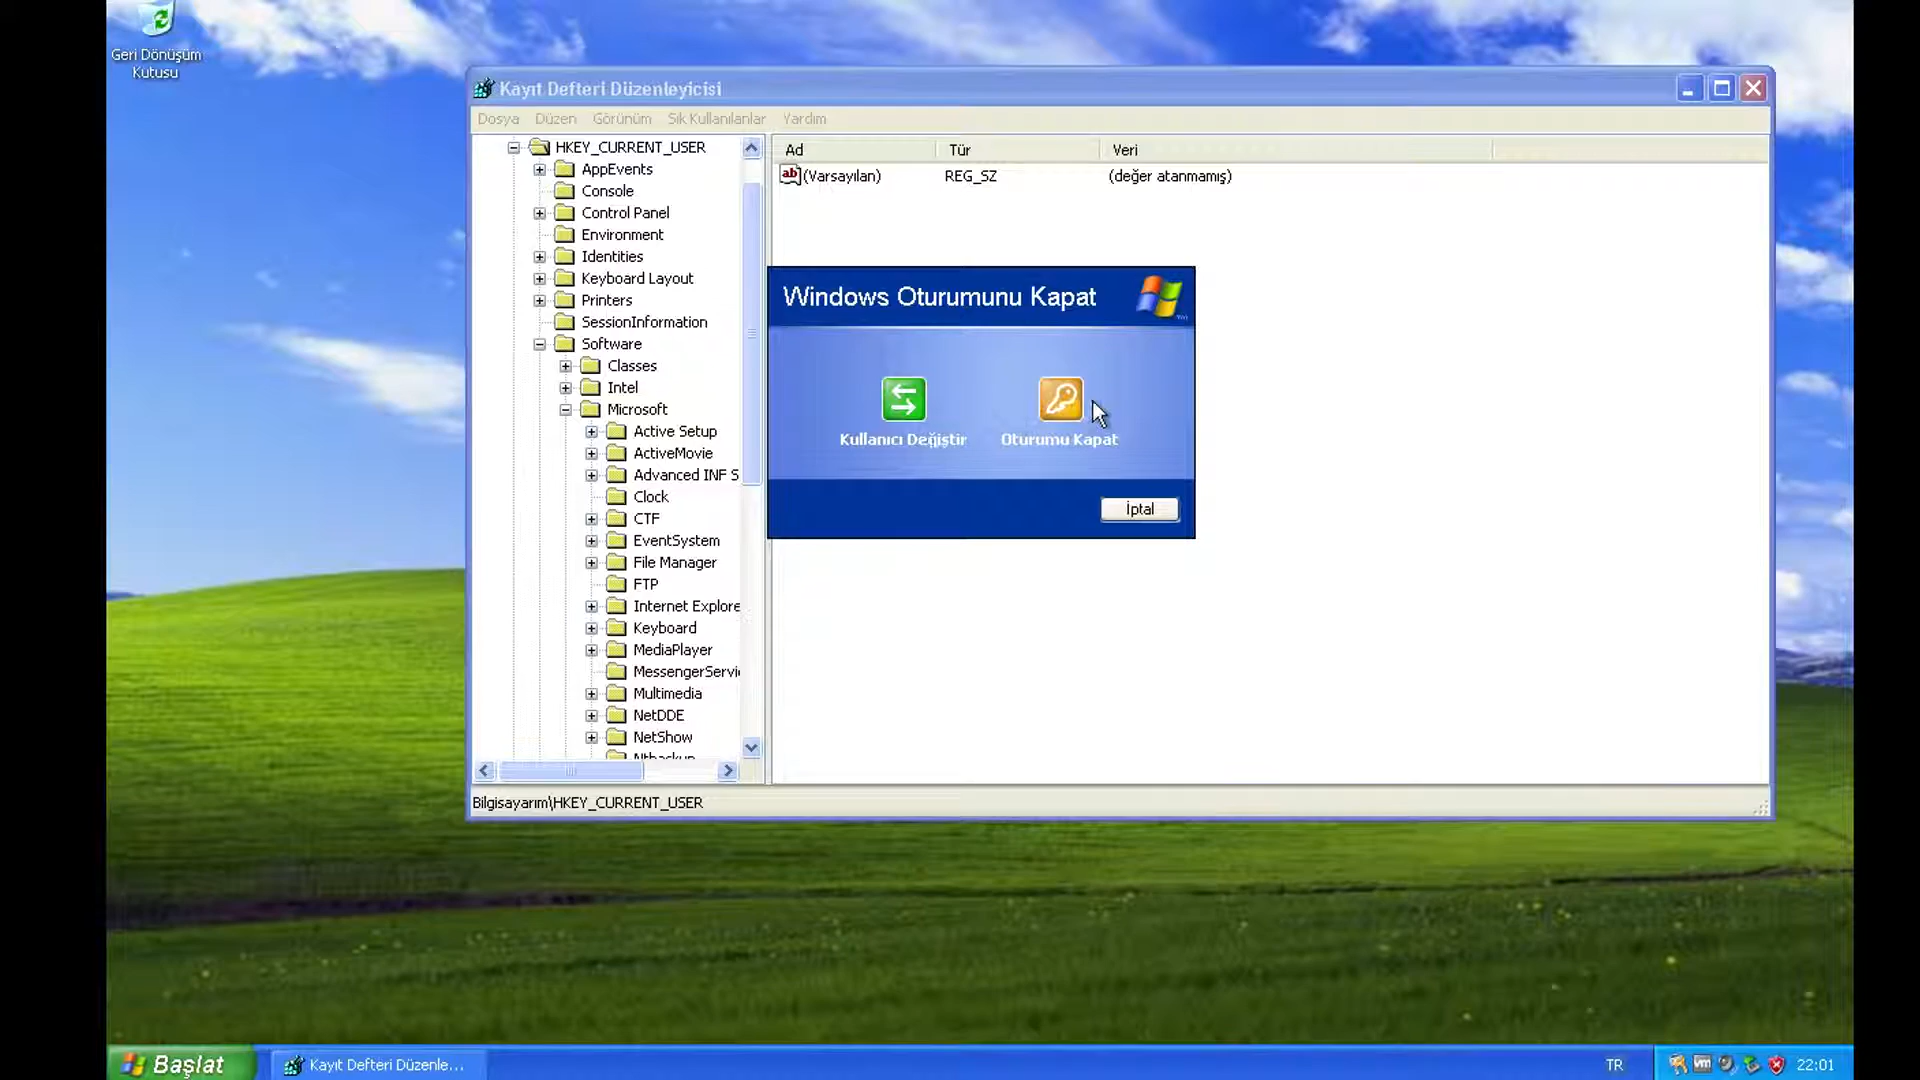 Geri Dönüşüm
Kutusu
Kayıt Defteri Düzenleyicisi
Dosya Düzen Görünüm Sık Kullanılanlar Yardım
HKEY_CURRENT_USER
AppEvents
Console
Control Panel
Environment
Identities
Keyboard Layout
Printers
SessionInformation
Software
Classes
Intel
Microsoft
Active Setup
ActiveMovie
Advanced INF S
Clock
CTF
EventSystem
File Manager
FTP
Internet Explore
Keyboard
MediaPlayer
MessengerServi
Multimedia
NetDDE
NetShow
Ntbackup
Ad Tür Veri
ab (Varsayılan) REG_SZ (değer atanmamış)
Windows Oturumunu Kapat
Kullanıcı Değiştir Oturumu Kapat
İptal
Bilgisayarım\HKEY_CURRENT_USER
Başlat Kayıt Defteri Düzenle... TR vm 22:01